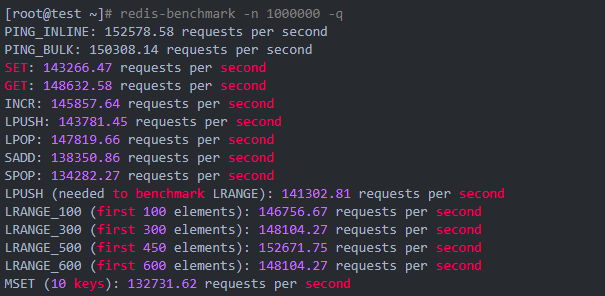 [root@test ~]# redis-benchmark -n 1000000 -q
PING_INLINE: 152578.58 requests per second
PING_BULK: 150308.14 requests per second
SET: 143266.47 requests per second
GET: 148632.58 requests per second
INCR: 145857.64 requests per second
LPUSH: 143781.45 requests per second
LPOP: 147819.66 requests per second
SADD: 138350.86 requests per second
SPOP: 134282.27 requests per second
LPUSH (needed to benchmark LRANGE): 141302.81 requests per second
LRANGE_100 (first 100 elements): 146756.67 requests per second
LRANGE_300 (first 300 elements): 148104.27 requests per second
LRANGE_500 (first 450 elements): 152671.75 requests per second
LRANGE_600 (first 600 elements): 148104.27 requests per second
MSET (10 keys): 132731.62 requests per second